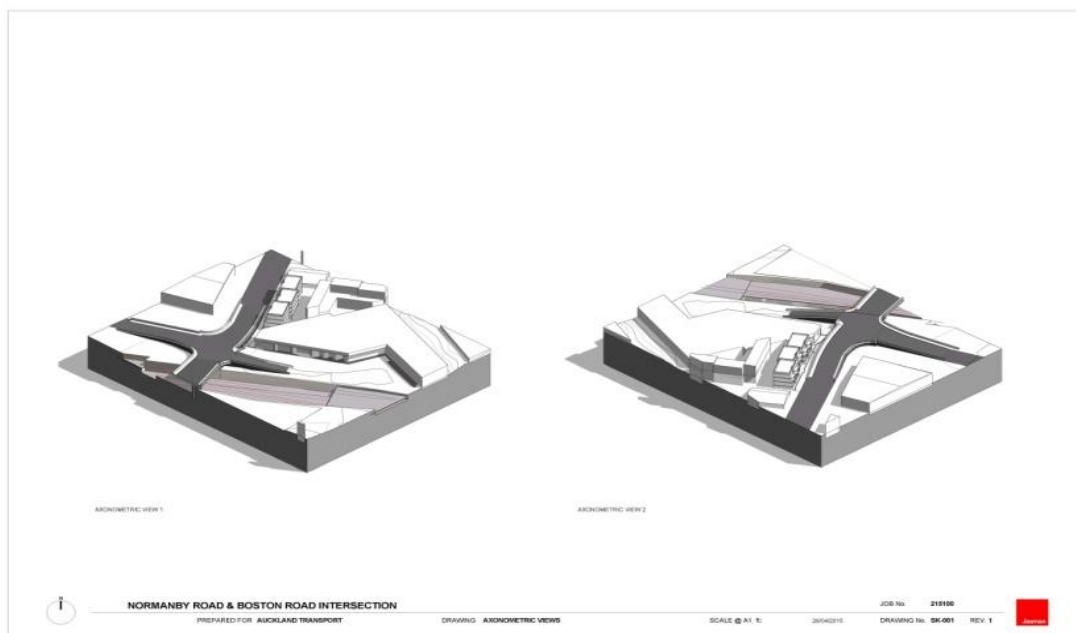 AXONOMETRIC VIEW 1
AXONOMETRIC VIEW 2
N
NORMANBY ROAD & BOSTON ROAD INTERSECTION
JOB No. 215100
PREPARED FOR AUCKLAND TRANSPORT DRAWING AXONOMETRIC VIEWS SCALE @ A1 DRAWING No. SK-001 REV. 1
Jasmax